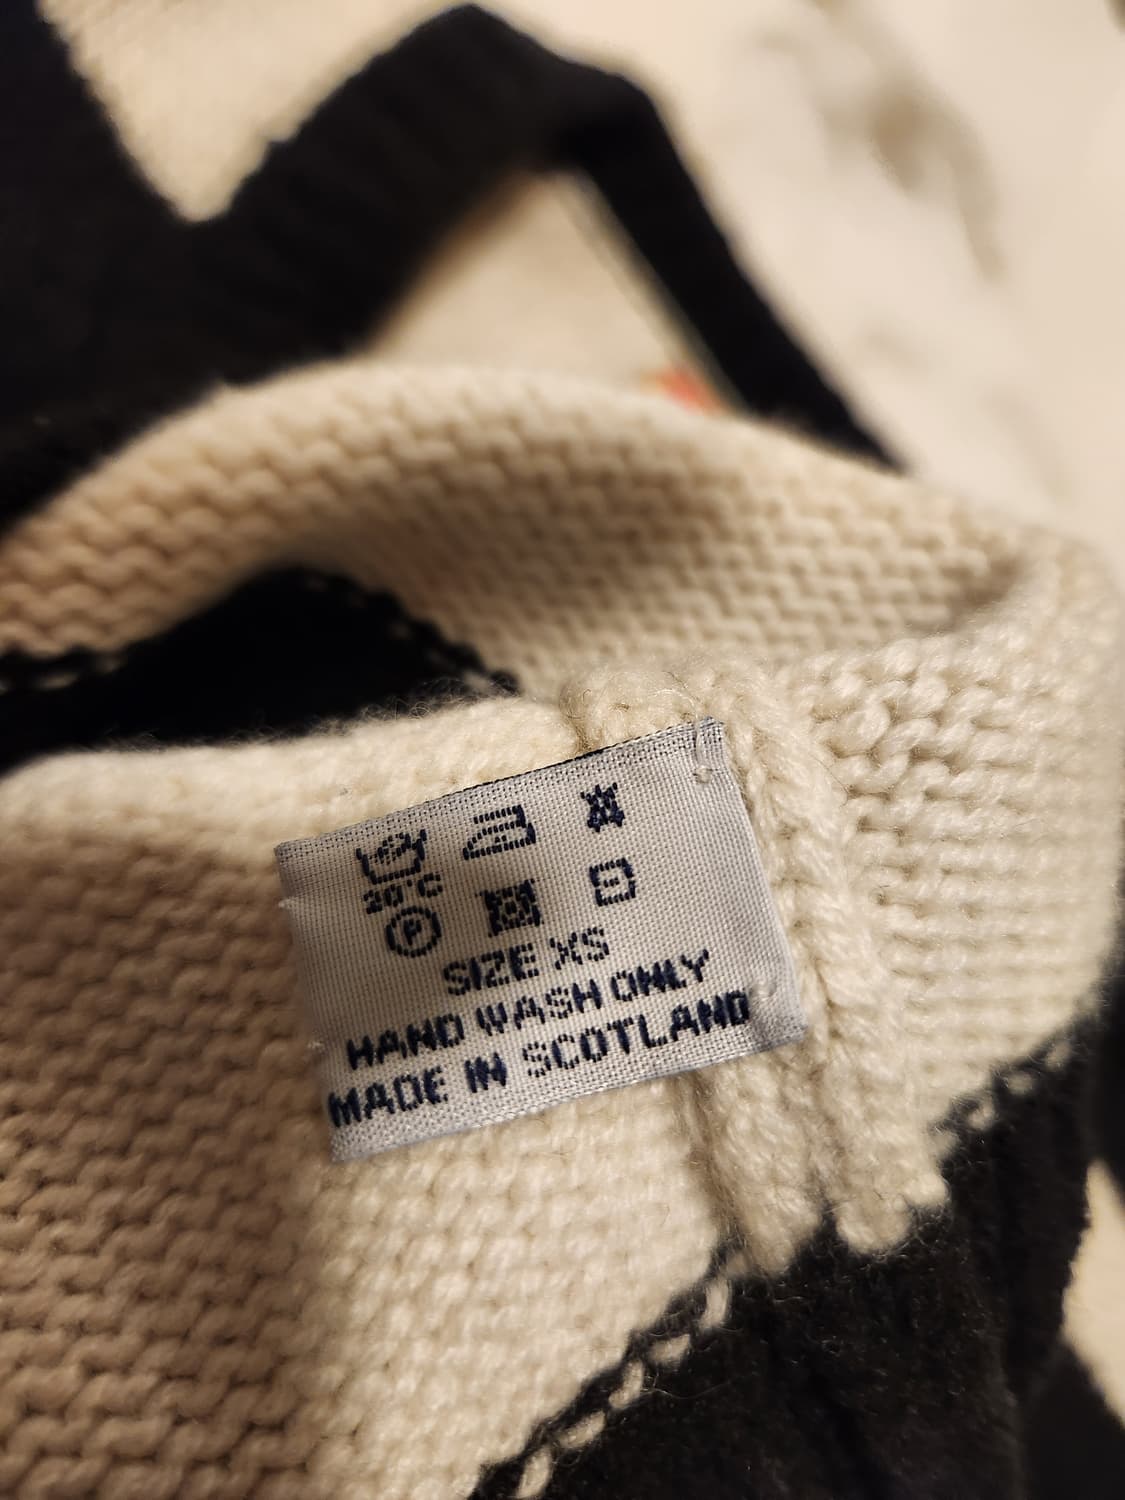 20°C
P
SIZE XS
HAND WASH ONLY
MADE IN SCOTLAND